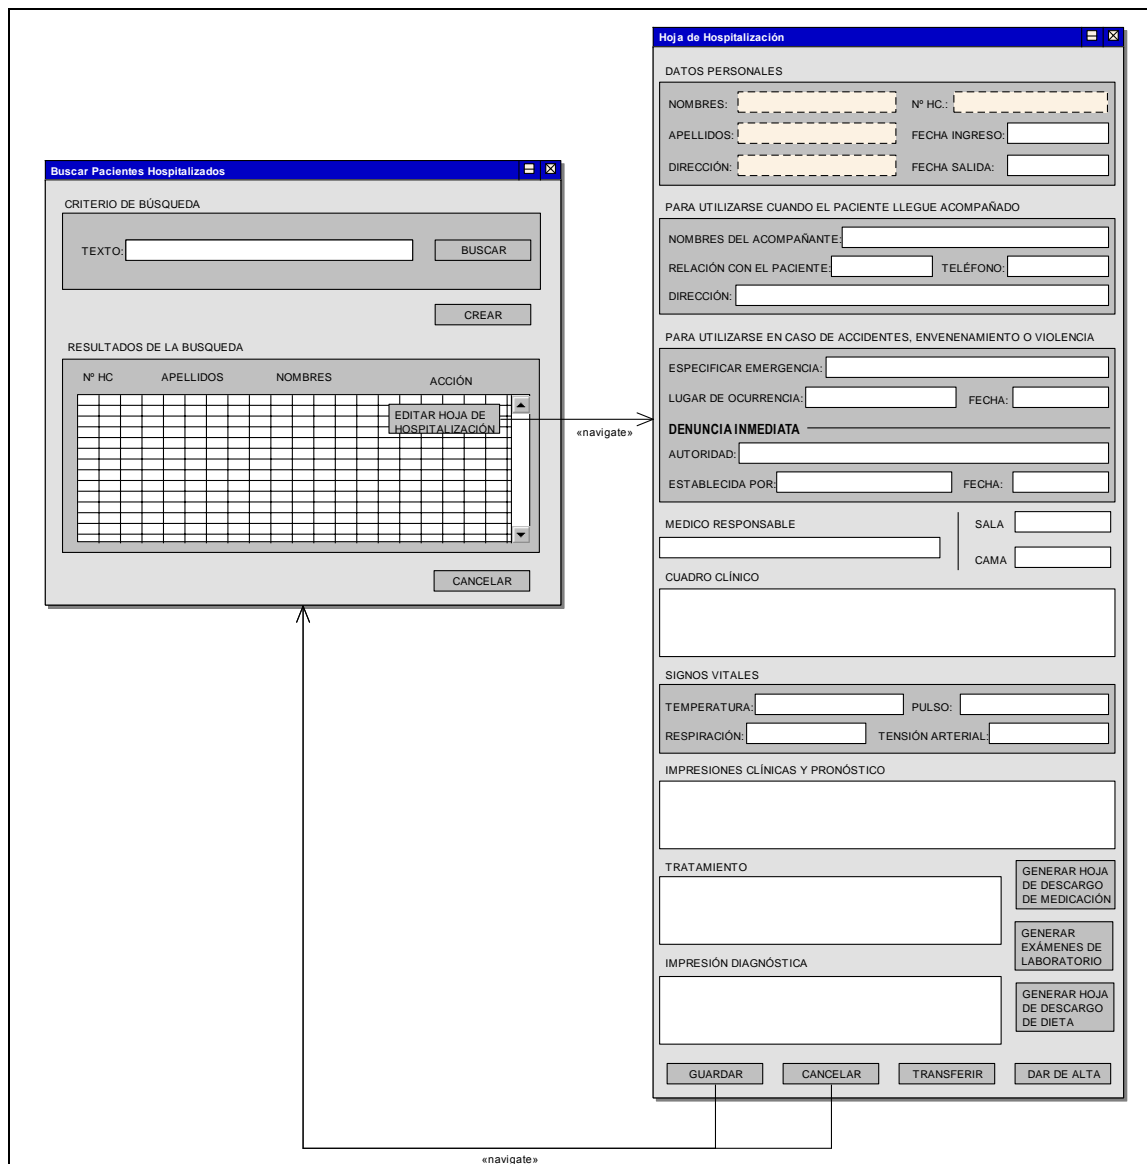 Buscar Pacientes Hospitalizados
CRITERIO DE BÚSQUEDA
TEXTO:
BUSCAR
CREAR
RESULTADOS DE LA BUSQUEDA
Nº HC APELLIDOS NOMBRES ACCIÓN
EDITAR HOJA DE
HOSPITALIZACIÓN
CANCELAR
«navigate»
Hoja de Hospitalización
DATOS PERSONALES
NOMBRES: Nº HC.:
APELLIDOS: FECHA INGRESO:
DIRECCIÓN: FECHA SALIDA:
PARA UTILIZARSE CUANDO EL PACIENTE LLEGUE ACOMPAÑADO
NOMBRES DEL ACOMPAÑANTE:
RELACIÓN CON EL PACIENTE: TELÉFONO:
DIRECCIÓN:
PARA UTILIZARSE EN CASO DE ACCIDENTES, ENVENENAMIENTO O VIOLENCIA
ESPECIFICAR EMERGENCIA:
LUGAR DE OCURRENCIA: FECHA:
DENUNCIA INMEDIATA
AUTORIDAD:
ESTABLECIDA POR: FECHA:
MEDICO RESPONSABLE SALA
CAMA
CUADRO CLÍNICO
SIGNOS VITALES
TEMPERATURA: PULSO:
RESPIRACIÓN: TENSIÓN ARTERIAL:
IMPRESIONES CLÍNICAS Y PRONÓSTICO
TRATAMIENTO
GENERAR HOJA
DE DESCARGO
DE MEDICACIÓN
GENERAR
EXÁMENES DE
LABORATORIO
IMPRESIÓN DIAGNÓSTICA
GENERAR HOJA
DE DESCARGO
DE DIETA
GUARDAR CANCELAR TRANSFERIR DAR DE ALTA
«navigate»